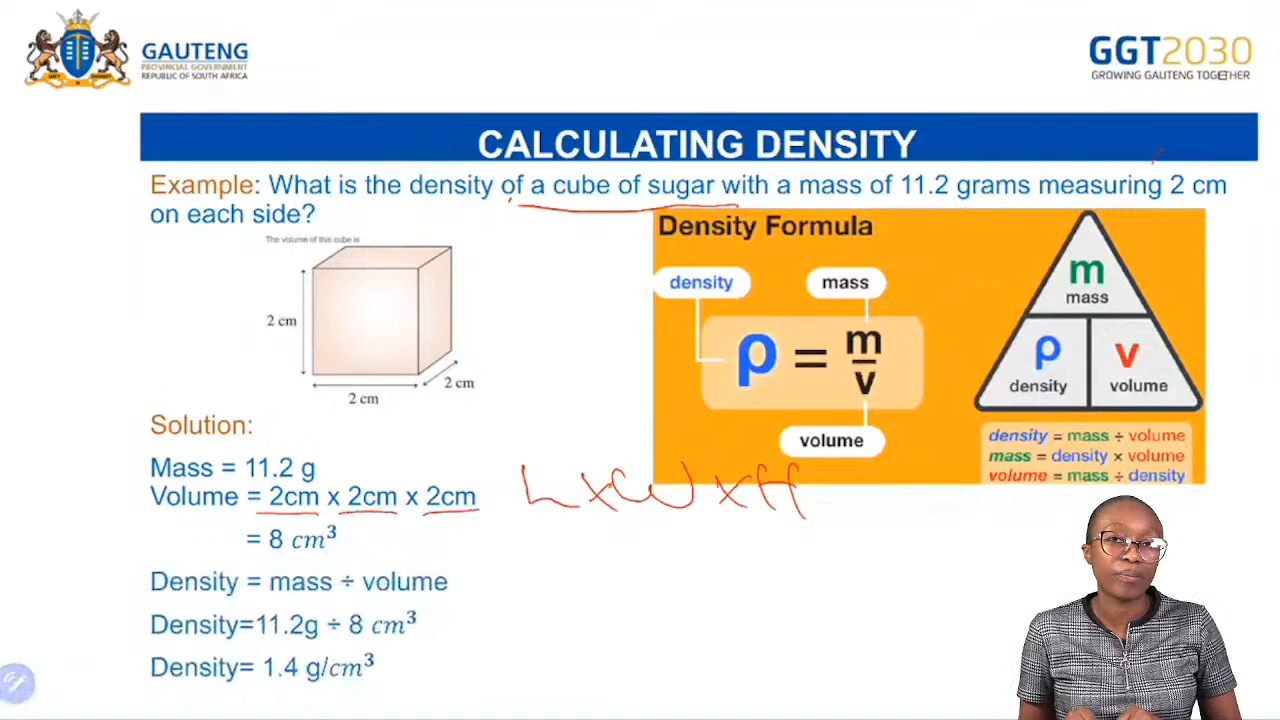 GAUTENG
PROVINCIAL GOVERNMENT
REPUBLIC OF SOUTH AFRICA
GGT2030
GROWING GAUTENG TOGETHER
CALCULATING DENSITY
Example: What is the density of a cube of sugar with a mass of 11.2 grams measuring 2 cm
on each side?
The volume of this cube is
2 cm
2 cm
2 cm
Density Formula
density
mass
ρ = m/v
volume
m
mass
ρ
density
v
volume
density = mass ÷ volume
mass = density × volume
volume = mass ÷ density
Solution:
Mass = 11.2 g
Volume = 2cm x 2cm x 2cm
L x W x H
= 8 cm³
Density = mass ÷ volume
Density=11.2g ÷ 8 cm³
Density= 1.4 g/cm³